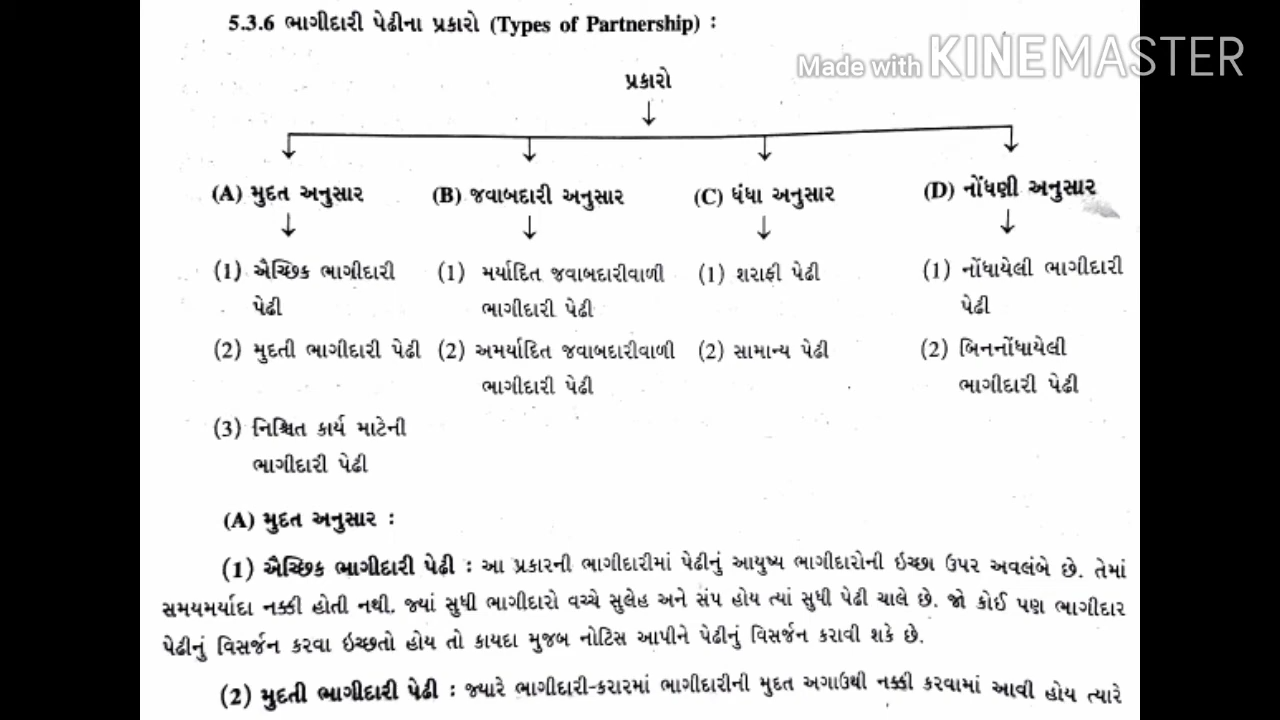 5.3.6 ભાગીદારી પેઢીના પ્રકારો (Types of Partnership) :
Made with KINEMASTER
પ્રકારો
(A) મુદત અનુસાર (B) જવાબદારી અનુસાર (C) ધંધા અનુસાર (D) નોંધણી અનુસાર
(1) ઐચ્છિક ભાગીદારી (1) મર્યાદિત જવાબદારીવાળી (1) શરાફી પેઢી (1) નોંધાયેલી ભાગીદારી
પેઢી ભાગીદારી પેઢી પેઢી
(2) મુદતી ભાગીદારી પેઢી (2) અમર્યાદિત જવાબદારીવાળી (2) સામાન્ય પેઢી (2) બિનનોંધાયેલી
ભાગીદારી પેઢી ભાગીદારી પેઢી
(3) નિશ્ચિત કાર્ય માટેની
ભાગીદારી પેઢી
(A) મુદત અનુસાર :
(1) ઐચ્છિક ભાગીદારી પેઢી : આ પ્રકારની ભાગીદારીમાં પેઢીનું આયુષ્ય ભાગીદારોની ઇચ્છા ઉપર અવલંબે છે. તેમાં
સમયમર્યાદા નક્કી હોતી નથી. જ્યાં સુધી ભાગીદારો વચ્ચે સુલેહ અને સંપ હોય ત્યાં સુધી પેઢી ચાલે છે. જો કોઈ પણ ભાગીદાર
પેઢીનું વિસર્જન કરવા ઇચ્છતો હોય તો કાયદા મુજબ નોટિસ આપીને પેઢીનું વિસર્જન કરાવી શકે છે.
(2) મુદતી ભાગીદારી પેઢી : જ્યારે ભાગીદારી-કરારમાં ભાગીદારીની મુદત અગાઉથી નક્કી કરવામાં આવી હોય ત્યારે